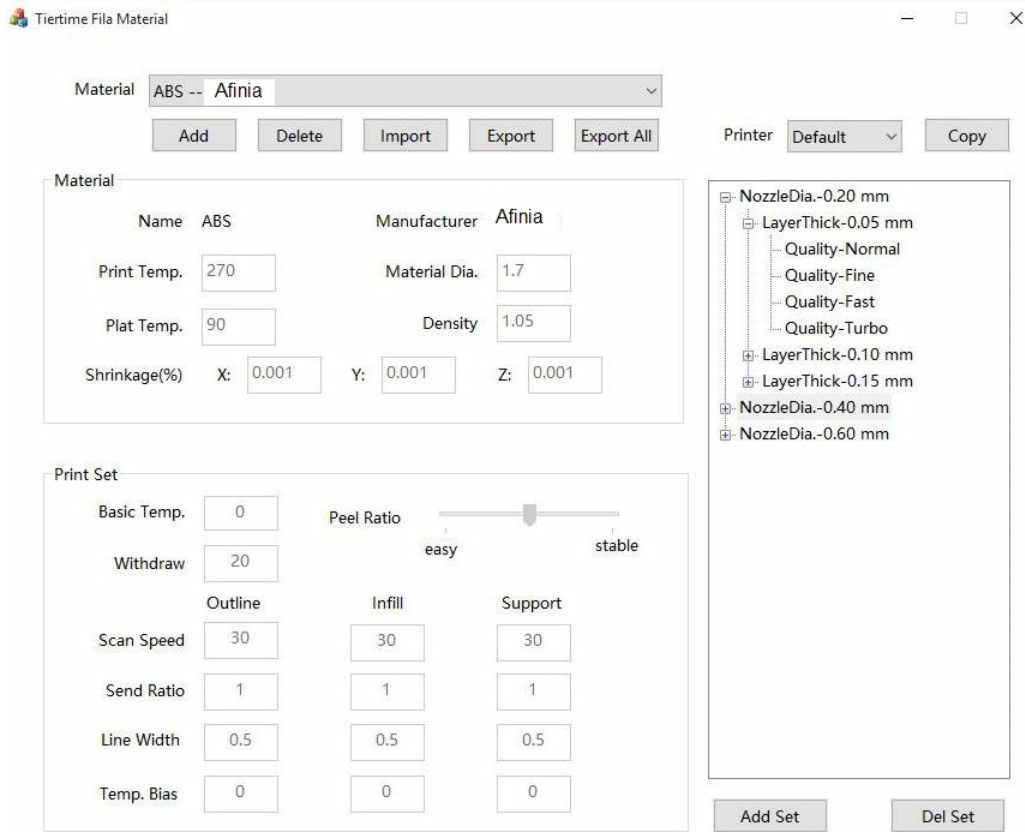 Tiertime Fila Material
Material ABS -- Afinia
Add Delete Import Export Export All
Printer Default Copy
Material
Name ABS Manufacturer Afinia
Print Temp. 270 Material Dia. 1.7
Plat Temp. 90 Density 1.05
Shrinkage(%) X: 0.001 Y: 0.001 Z: 0.001
Print Set
Basic Temp. 0 Peel Ratio
easy stable
Withdraw 20
Outline Infill Support
Scan Speed 30 30 30
Send Ratio 1 1 1
Line Width 0.5 0.5 0.5
Temp. Bias 0 0 0
NozzleDia.-0.20 mm
LayerThick-0.05 mm
Quality-Normal
Quality-Fine
Quality-Fast
Quality-Turbo
LayerThick-0.10 mm
LayerThick-0.15 mm
NozzleDia.-0.40 mm
NozzleDia.-0.60 mm
Add Set Del Set